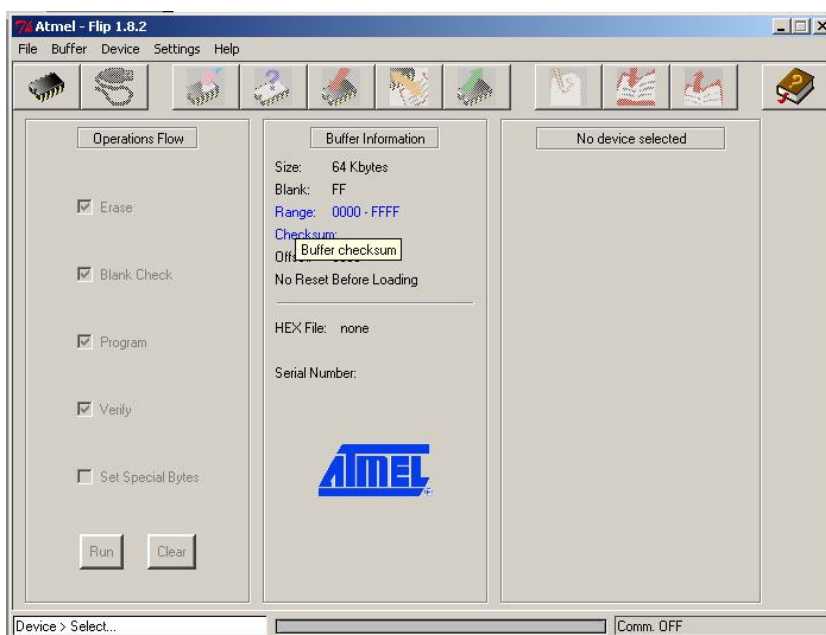 Atmel - Flip 1.8.2
File Buffer Device Settings Help
Operations Flow
Erase
Blank Check
Program
Verify
Set Special Bytes
Run Clear
Buffer Information
Size: 64 Kbytes
Blank: FF
Range: 0000 - FFFF
Checksum:
Buffer checksum
No Reset Before Loading
HEX File: none
Serial Number:
ATMEL
No device selected
Device > Select...
Comm. OFF